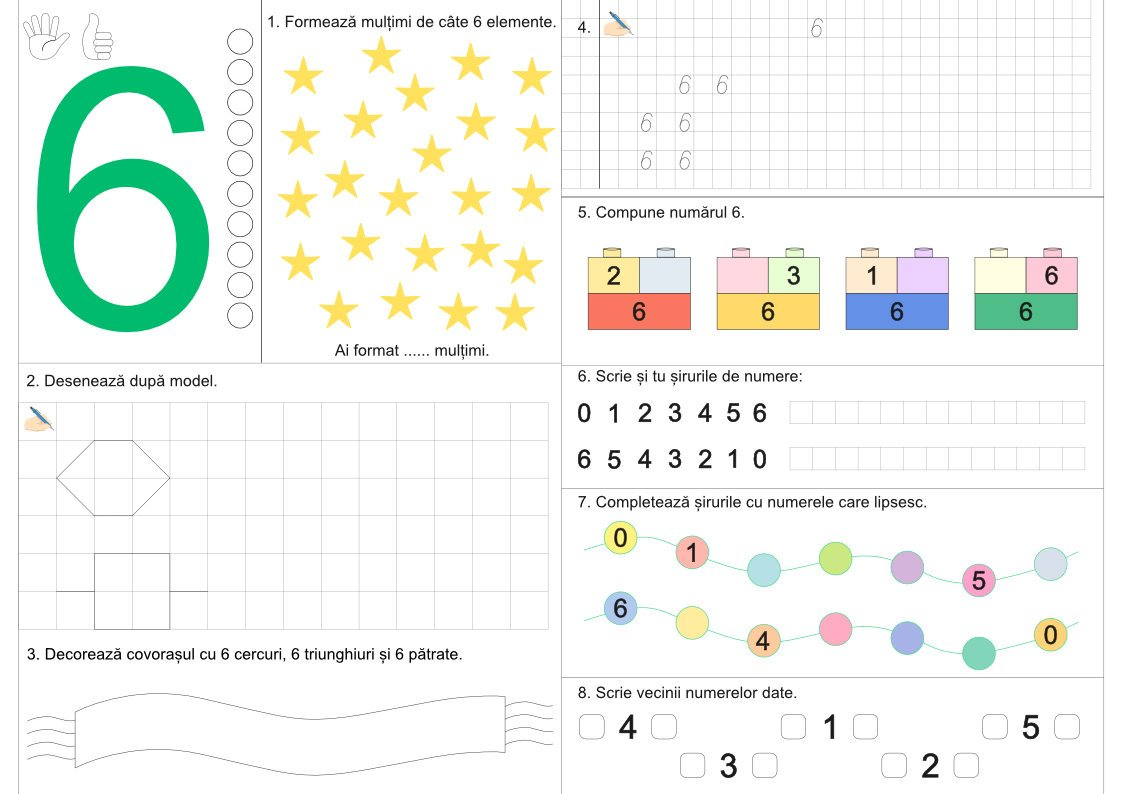 6
1. Formează mulțimi de câte 6 elemente.
Ai format ...... mulțimi.
2. Desenează după model.
3. Decorează covorașul cu 6 cercuri, 6 triunghiuri și 6 pătrate.
4.
6
6 6
6 6
6 6
5. Compune numărul 6.
2 3 1 6
6 6 6 6
6. Scrie și tu șirurile de numere:
0 1 2 3 4 5 6
6 5 4 3 2 1 0
7. Completează șirurile cu numerele care lipsesc.
0 1 5
6 4 0
8. Scrie vecinii numerelor date.
4 1 5
3 2